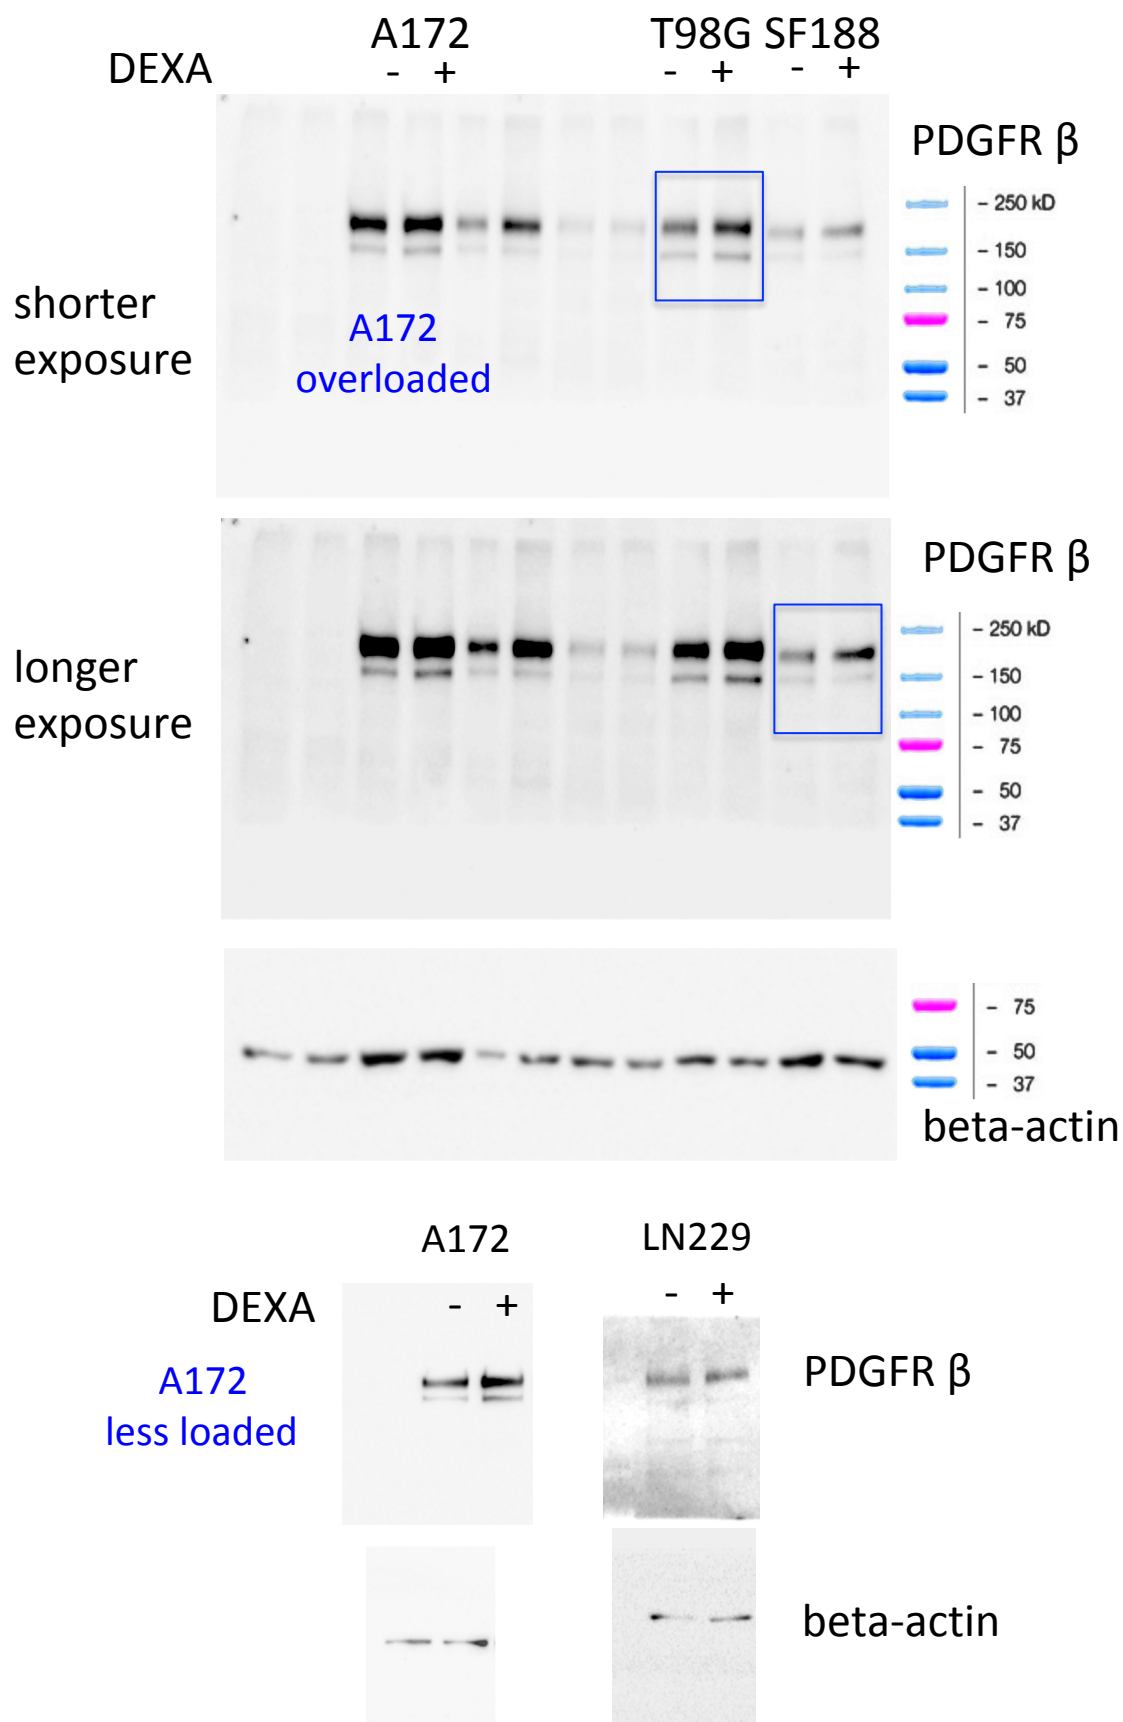 A172 T98G SF188
DEXA - + - + - +
PDGFR β
- 250 kD
- 150
- 100
- 75
- 50
- 37
shorter
exposure
A172
overloaded
PDGFR β
- 250 kD
- 150
- 100
- 75
- 50
- 37
longer
exposure
- 75
- 50
- 37
beta-actin
A172 LN229
DEXA - + - +
A172
less loaded
PDGFR β
beta-actin